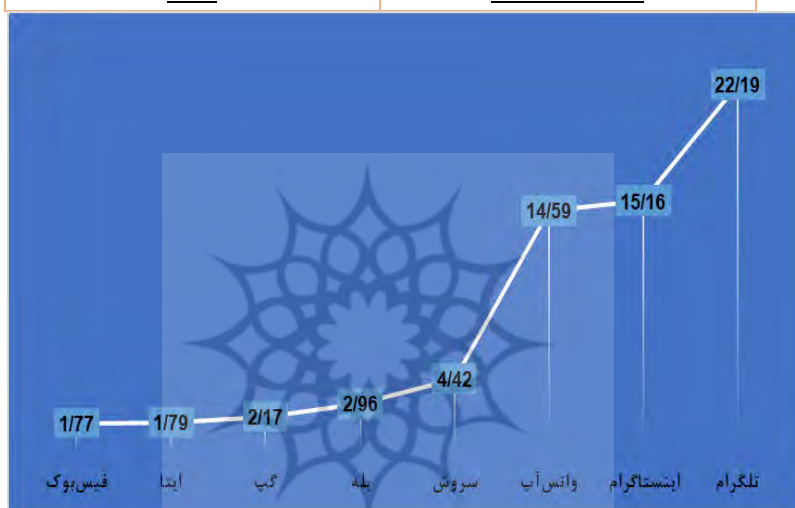 22/19
15/16
14/59
4/42
2/96
2/17
1/79
1/77
تلگرام
اینستاگرام
واتس‌آپ
سروش
بله
گپ
ایتا
فیس‌بوک